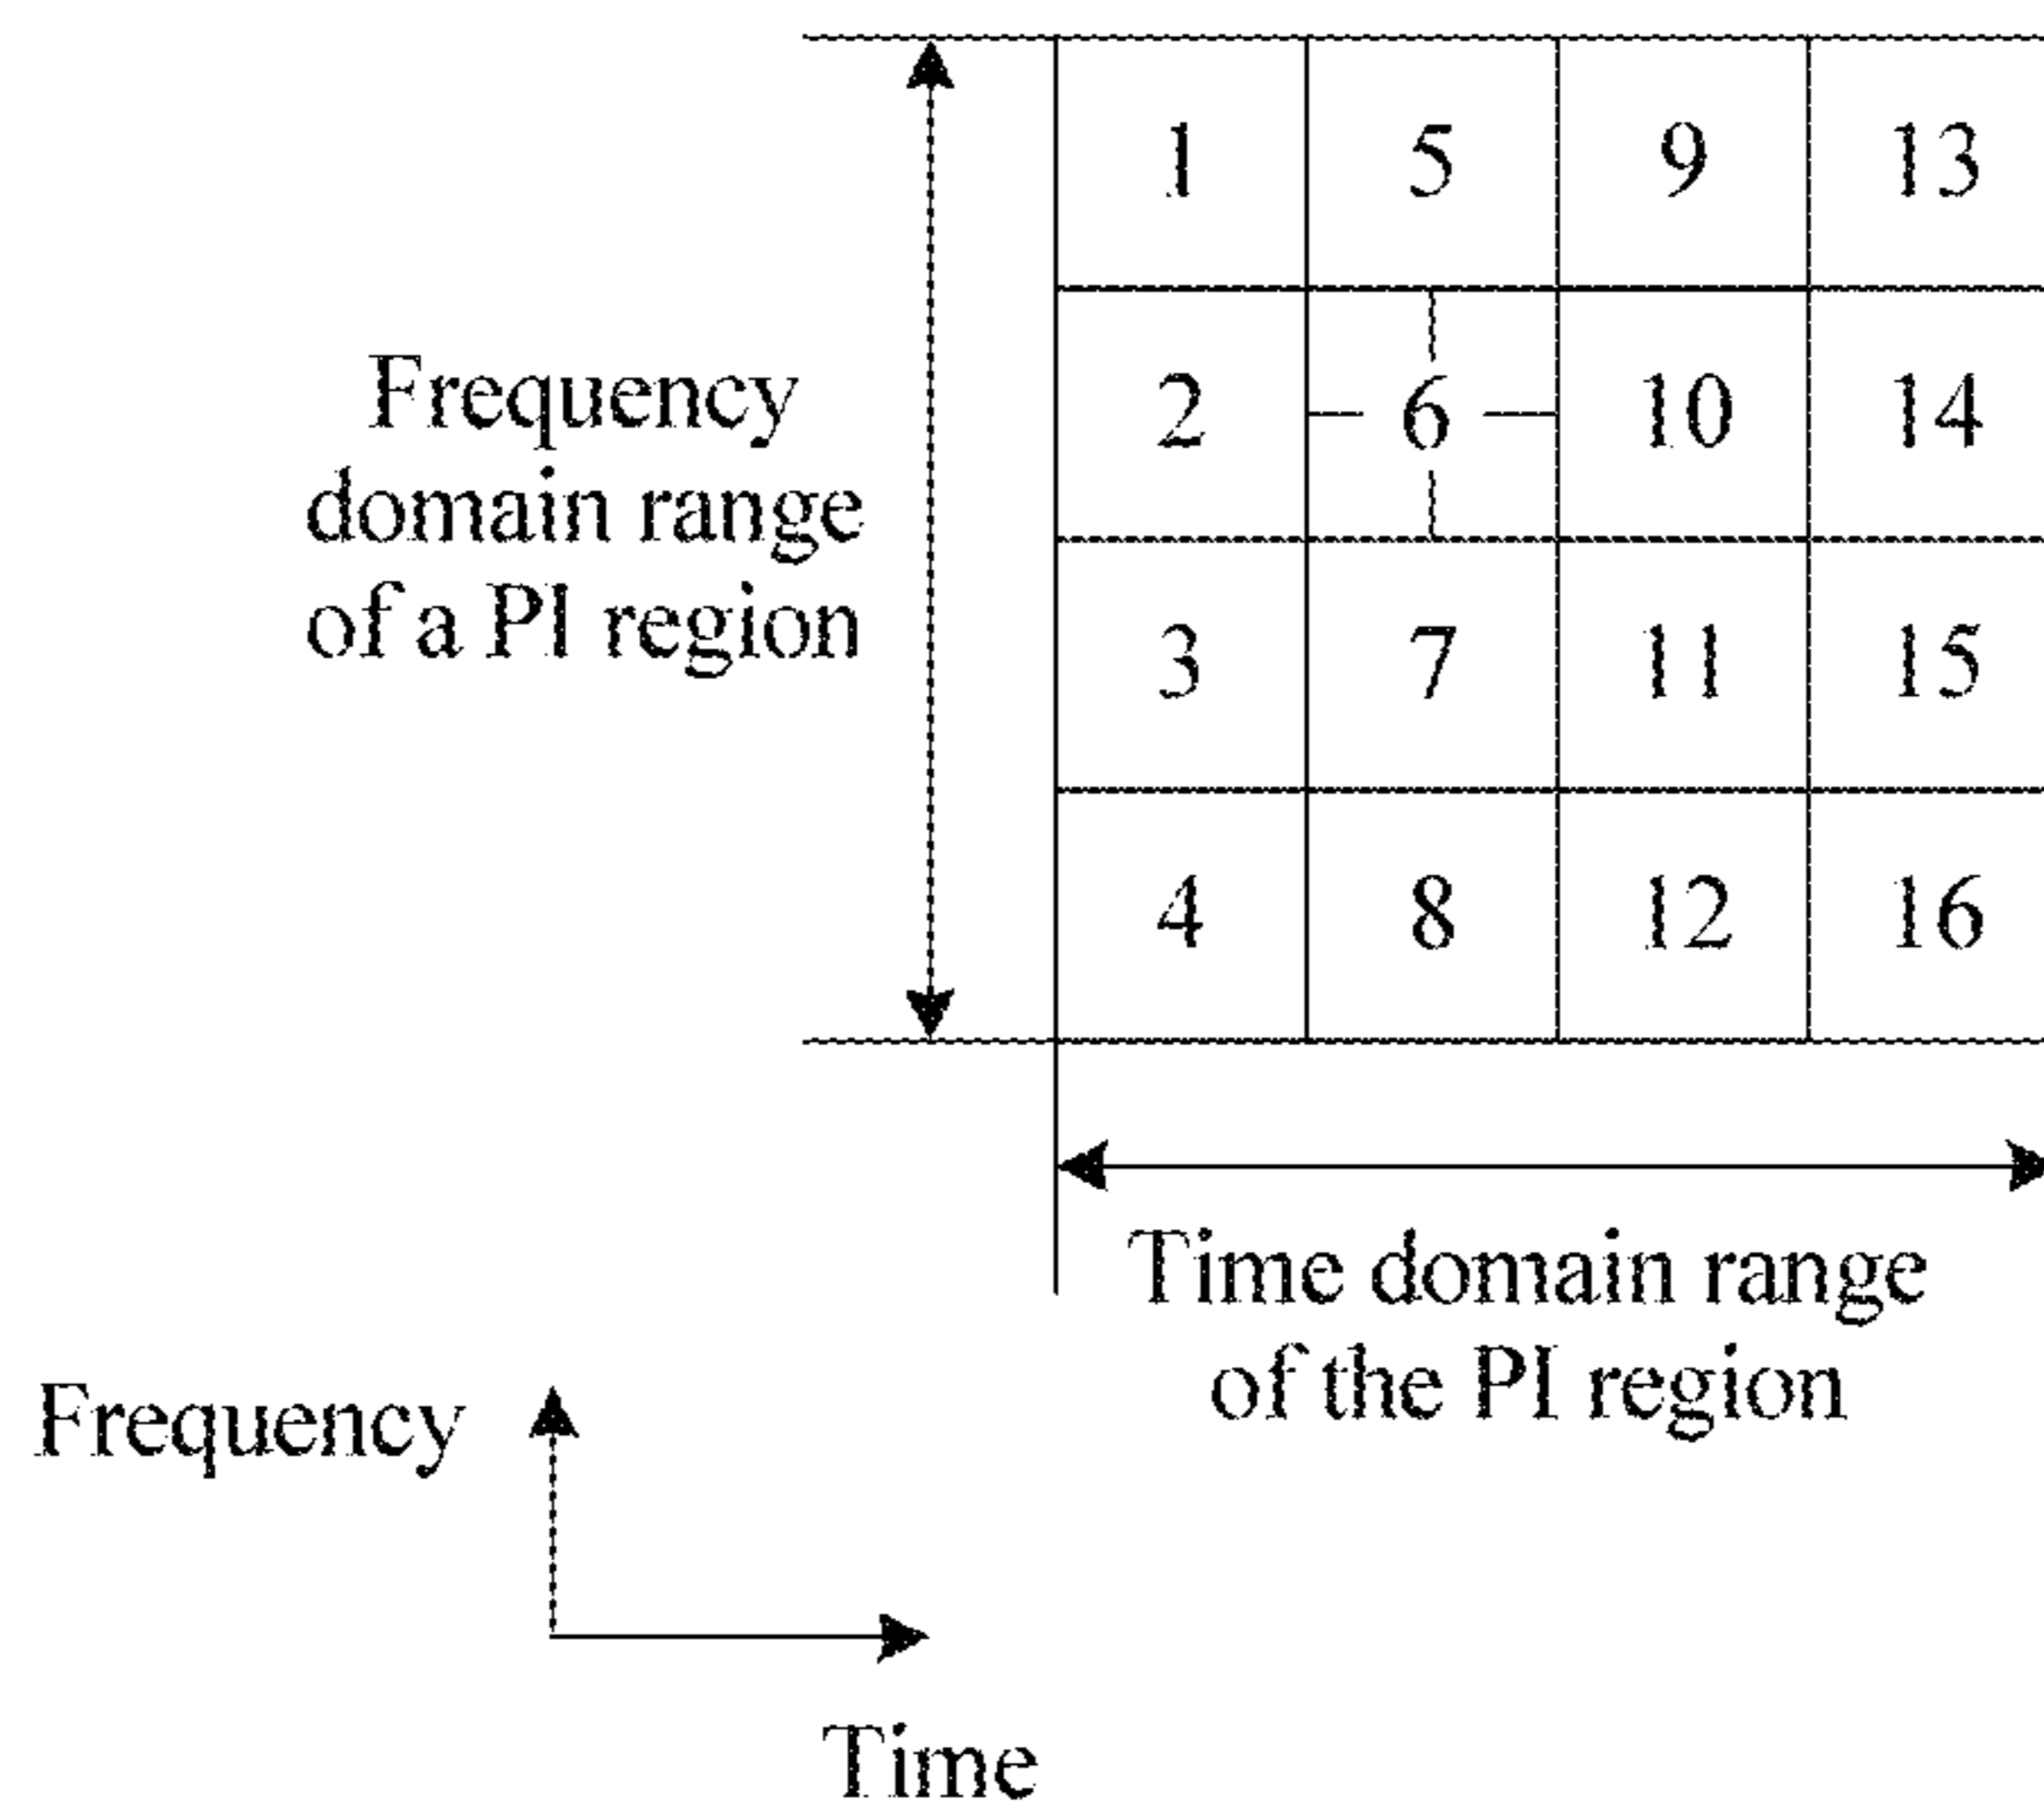 1 5 9 13
2 6 10 14
3 7 11 15
4 8 12 16
Frequency
domain range
of a PI region
Time domain range
of the PI region
Frequency
Time